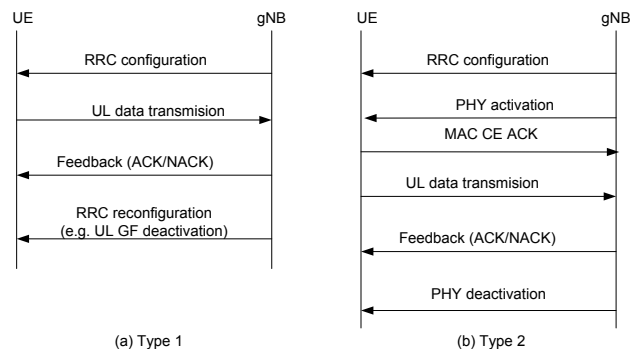 UE gNB
RRC configuration
UL data transmision
Feedback (ACK/NACK)
RRC reconfiguration
(e.g. UL GF deactivation)
(a) Type 1
UE gNB
RRC configuration
PHY activation
MAC CE ACK
UL data transmision
Feedback (ACK/NACK)
PHY deactivation
(b) Type 2